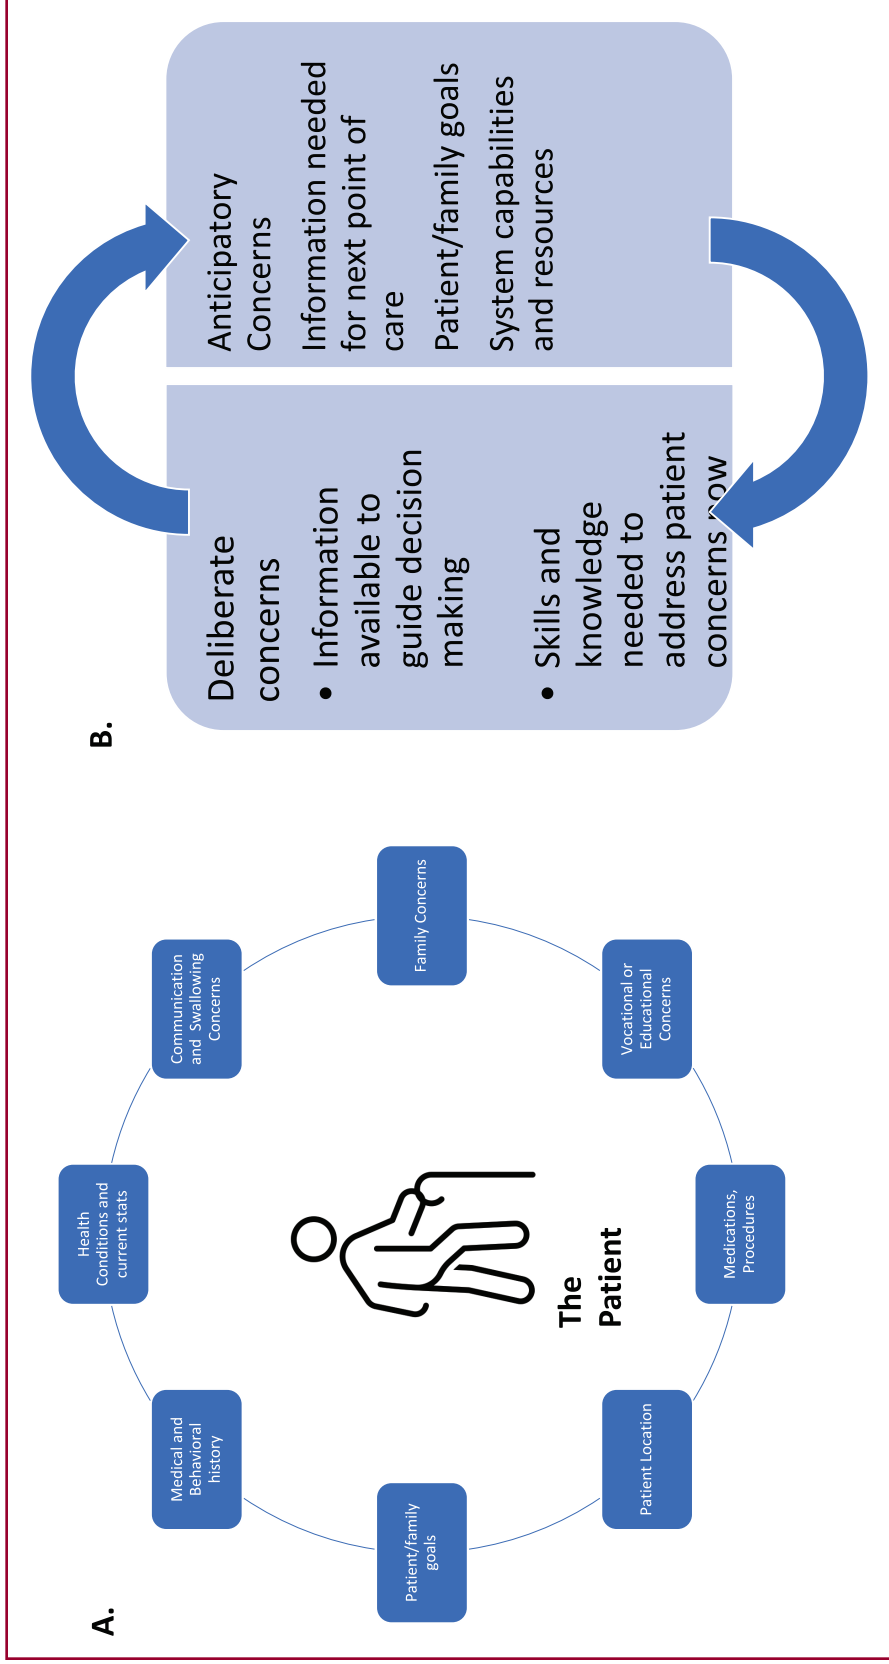 A.
Health
Conditions and
current stats
Communication
and  Swallowing
Concerns
Family Concerns
Vocational or
Educational
Concerns
Medications,
Procedures
Patient Location
Patient/family
goals
Medical and
Behavioral
history
The
Patient
B.
Deliberate
concerns
• Information
available to
guide decision
making
• Skills and
knowledge
needed to
address patient
concerns now
Anticipatory
Concerns
Information needed
for next point of
care
Patient/family goals
System capabilities
and resources